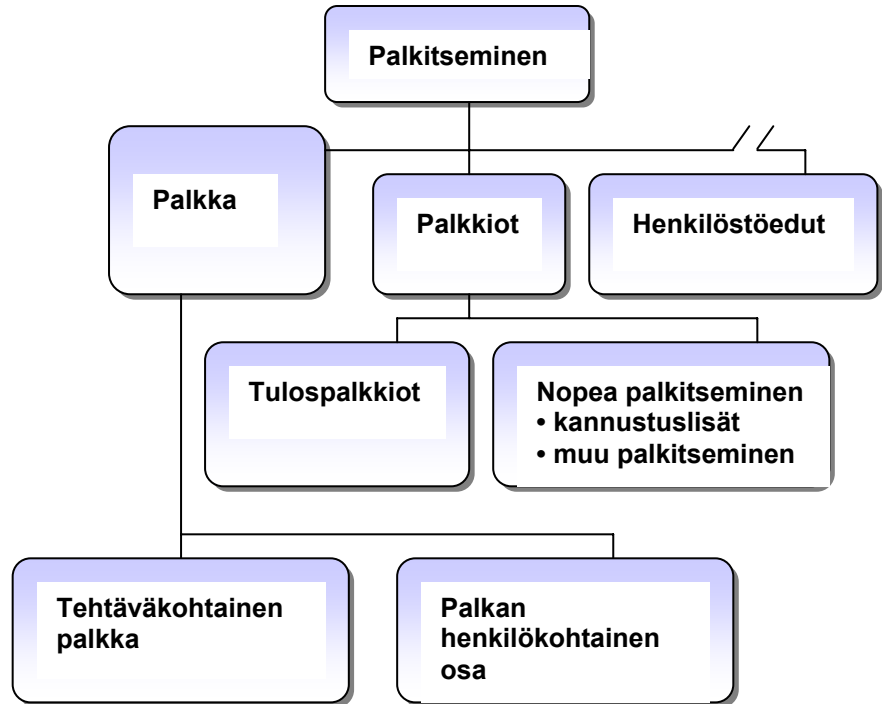 Palkitseminen
Palkka
Palkkiot
Henkilöstöedut
Tulospalkkiot
Nopea palkitseminen
• kannustuslisät
• muu palkitseminen
Tehtäväkohtainen
palkka
Palkan
henkilökohtainen
osa